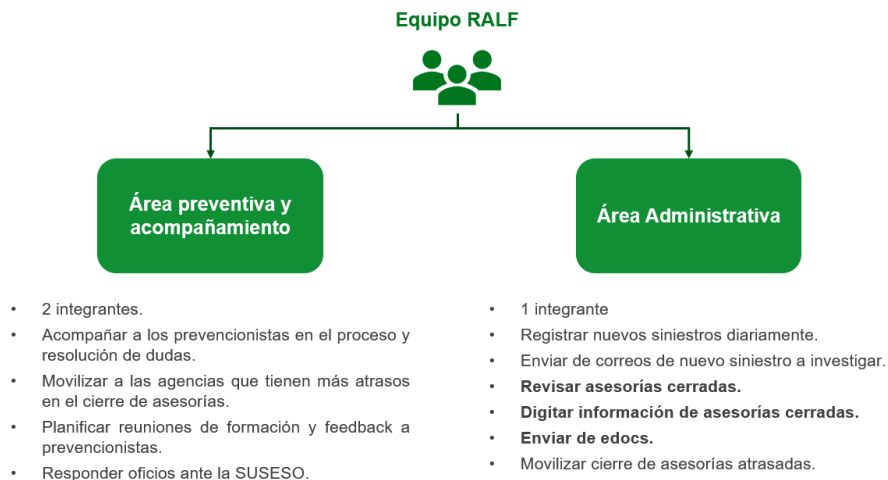 Equipo RALF
Área preventiva y
acompañamiento
• 2 integrantes.
• Acompañar a los prevencionistas en el proceso y
resolución de dudas.
• Movilizar a las agencias que tienen más atrasos
en el cierre de asesorías.
• Planificar reuniones de formación y feedback a
prevencionistas.
• Responder oficios ante la SUSESO.
Área Administrativa
• 1 integrante
• Registrar nuevos siniestros diariamente.
• Enviar de correos de nuevo siniestro a investigar.
• Revisar asesorías cerradas.
• Digitar información de asesorías cerradas.
• Enviar de edocs.
• Movilizar cierre de asesorías atrasadas.